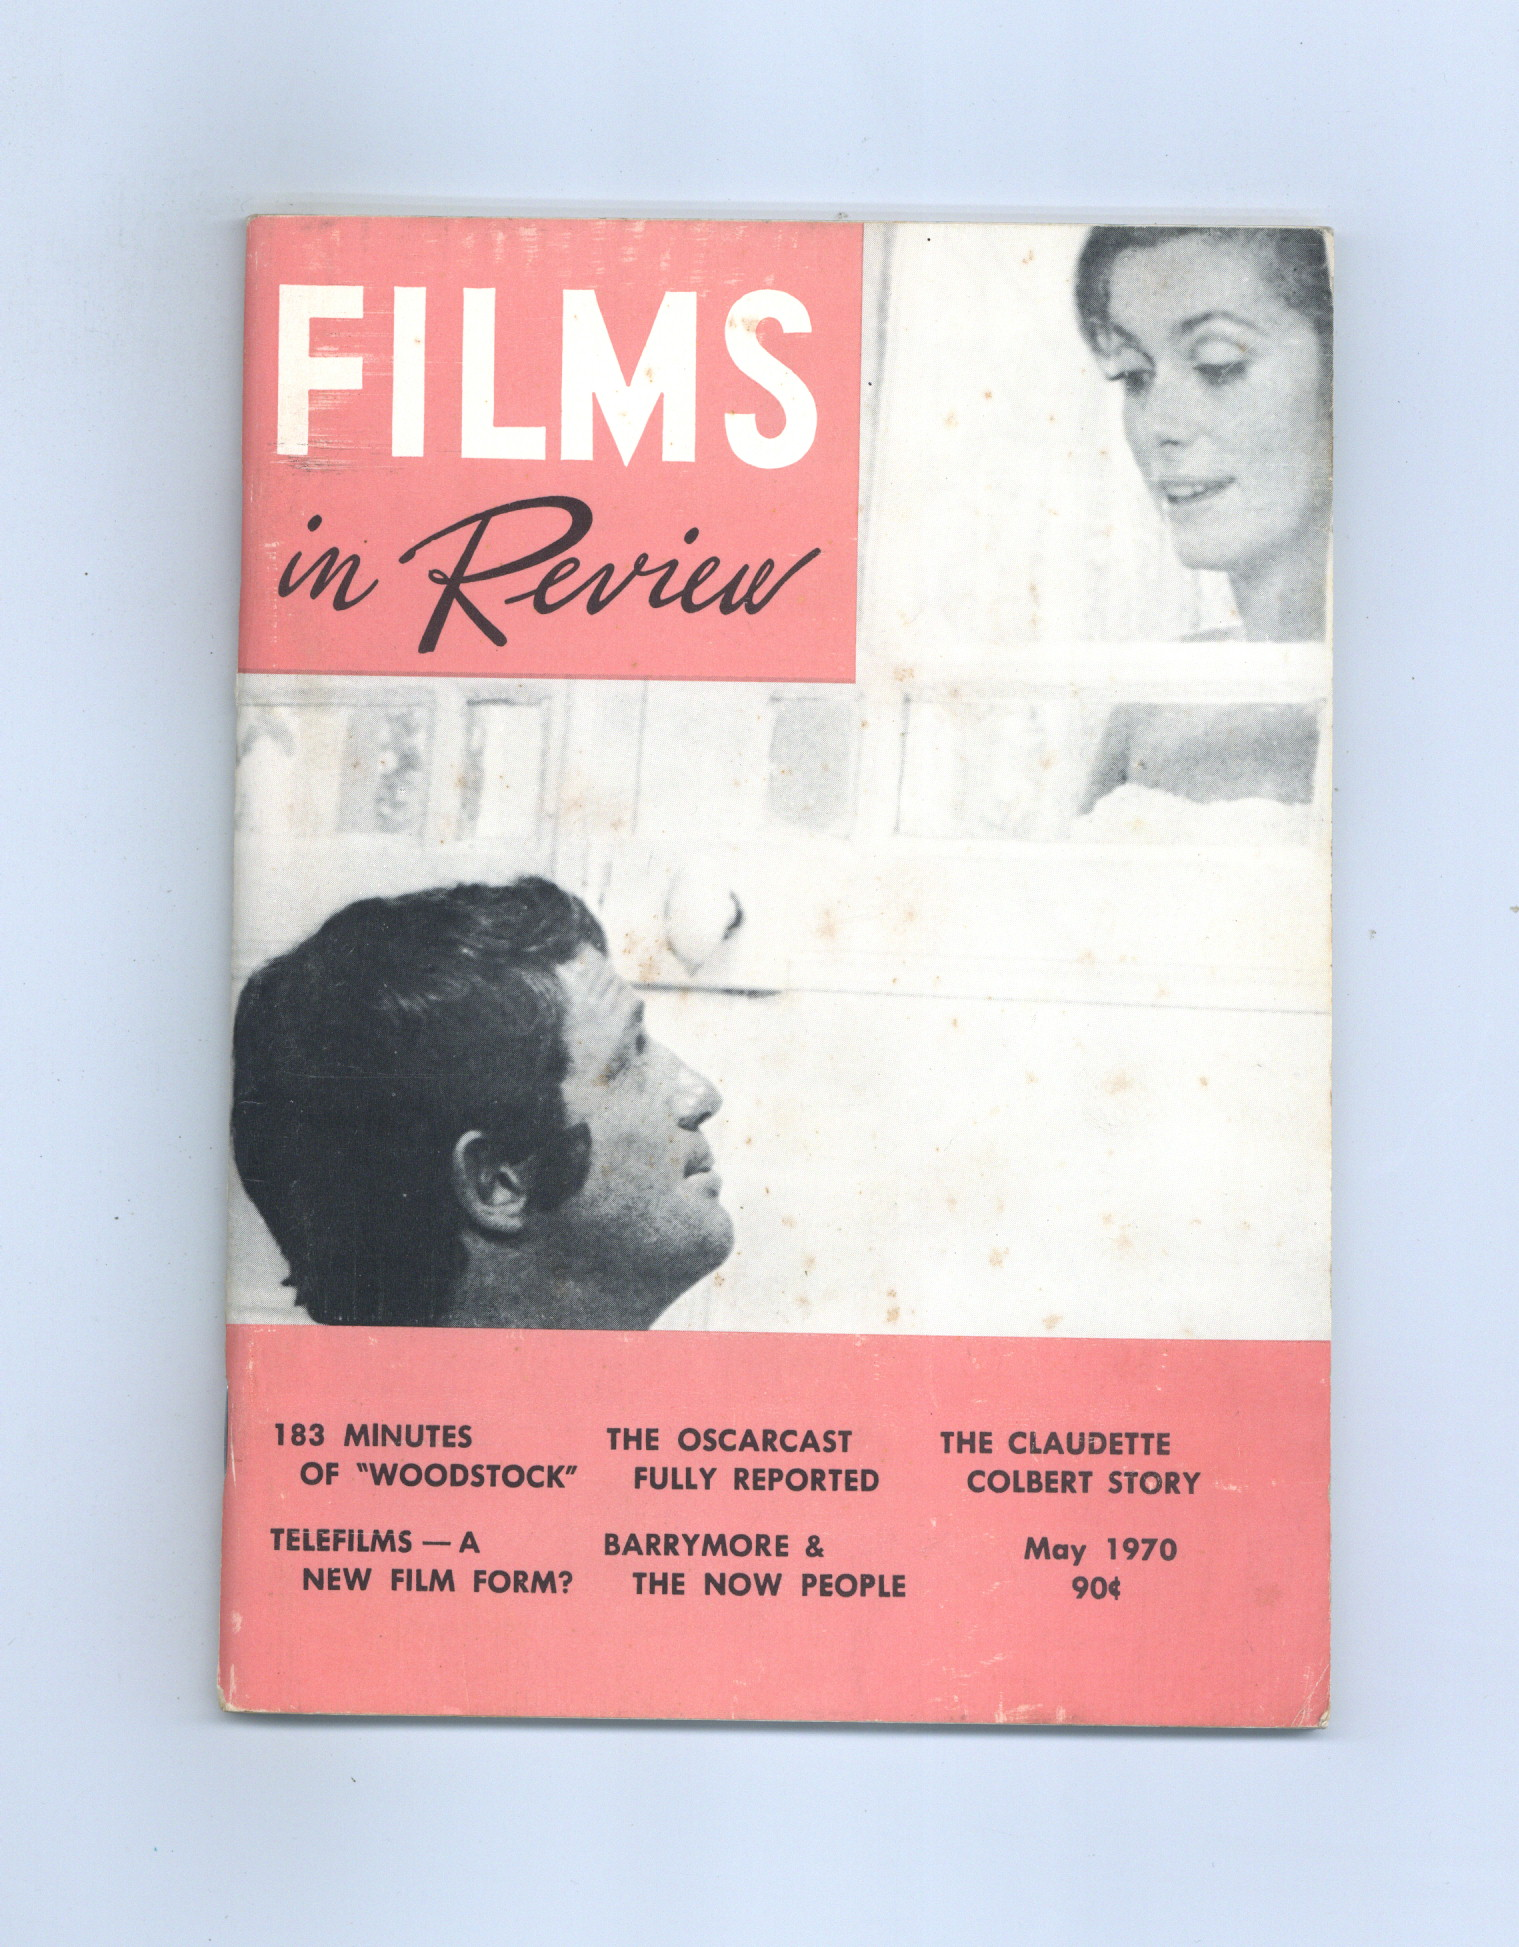 FILMS
in Review
183 MINUTES
OF "WOODSTOCK"
THE OSCARCAST
FULLY REPORTED
THE CLAUDETTE
COLBERT STORY
TELEFILMS — A
NEW FILM FORM?
BARRYMORE &
THE NOW PEOPLE
May 1970
90¢